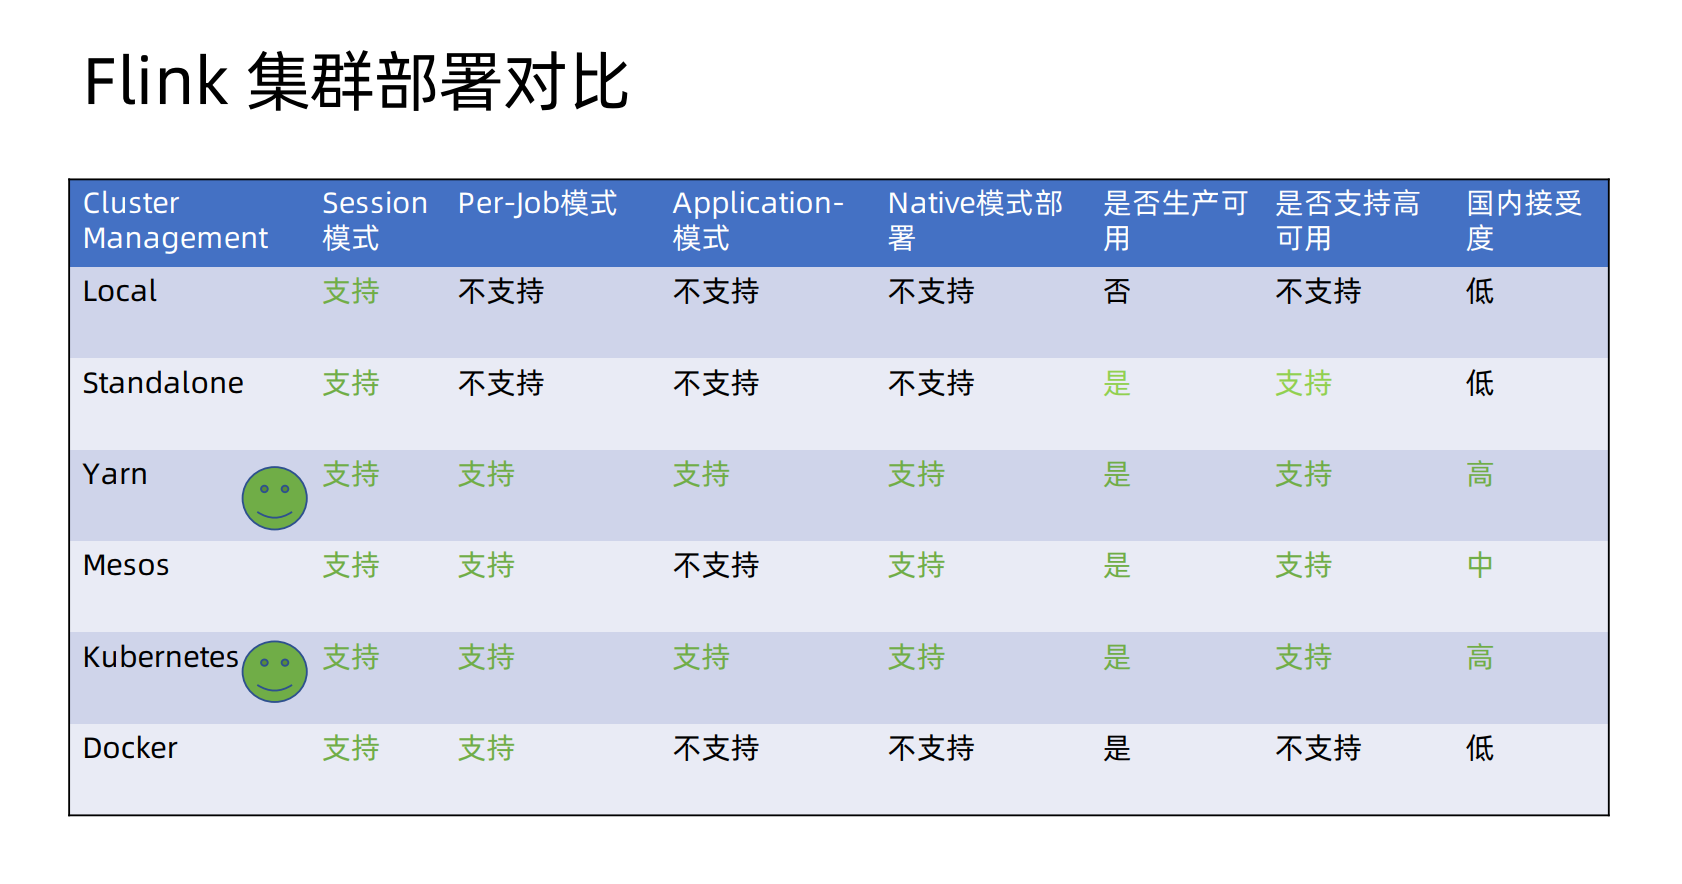 Flink 集群部署对比
Cluster Management Session模式 Per-Job模式 Application-模式 Native模式部署 是否生产可用 是否支持高可用 国内接受度
Local 支持 不支持 不支持 不支持 否 不支持 低
Standalone 支持 不支持 不支持 不支持 是 支持 低
Yarn 支持 支持 支持 支持 是 支持 高
Mesos 支持 支持 不支持 支持 是 支持 中
Kubernetes 支持 支持 支持 支持 是 支持 高
Docker 支持 支持 不支持 不支持 是 不支持 低